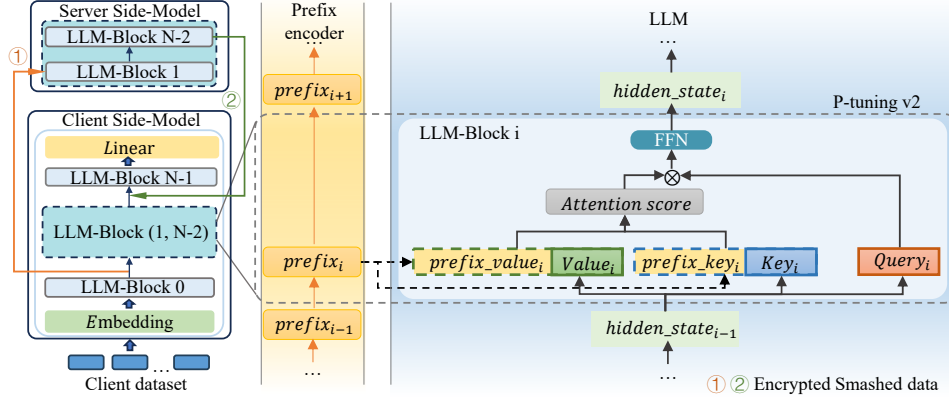 Server Side-Model
LLM-Block N-2
LLM-Block 1
①
②
Client Side-Model
Linear
LLM-Block N-1
LLM-Block (1, N-2)
LLM-Block 0
Embedding
...
Client dataset
Prefix
encoder
...
prefix_{i+1}
prefix_i
prefix_{i-1}
...
LLM
...
hidden_state_i
P-tuning v2
LLM-Block i
FFN
⊗
Attention score
prefix_value_i Value_i prefix_key_i Key_i Query_i
hidden_state_{i-1}
...
① ② Encrypted Smashed data